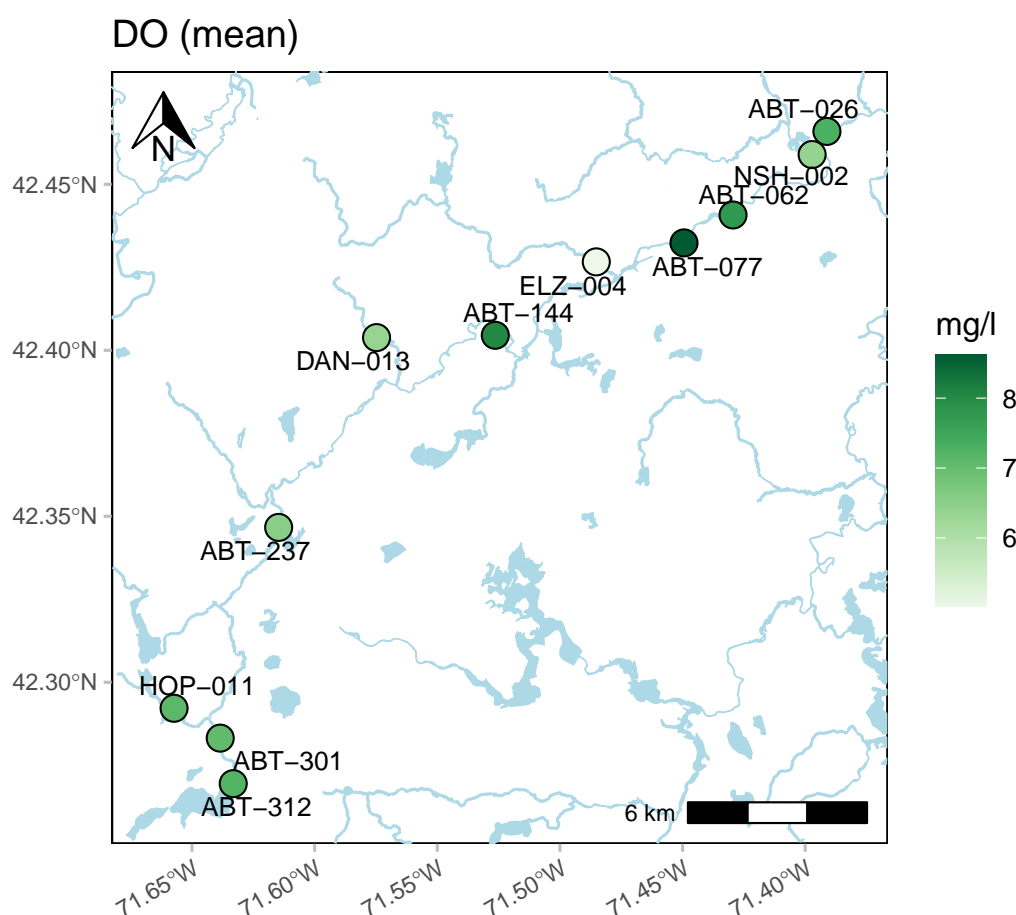 DO (mean)
N
ABT−026
NSH−002
ABT−062
ABT−077
ELZ−004
ABT−144
DAN−013
ABT−237
HOP−011
ABT−301
ABT−312
6 km
42.45°N
42.40°N
42.35°N
42.30°N
71.65°W
71.60°W
71.55°W
71.50°W
71.45°W
71.40°W
mg/l
8
7
6